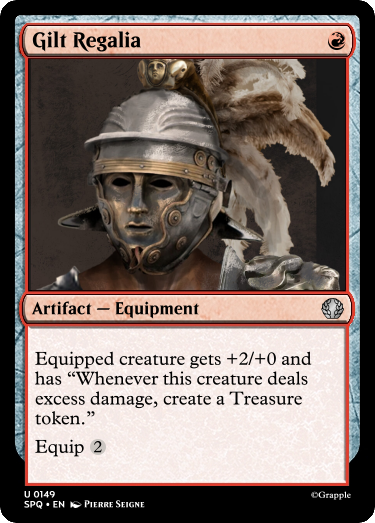 Gilt Regalia
Artifact — Equipment
Equipped creature gets +2/+0 and
has “Whenever this creature deals
excess damage, create a Treasure
token.”
Equip 2
U 0149
SPQ • EN Pierre Seigne
©Grapple